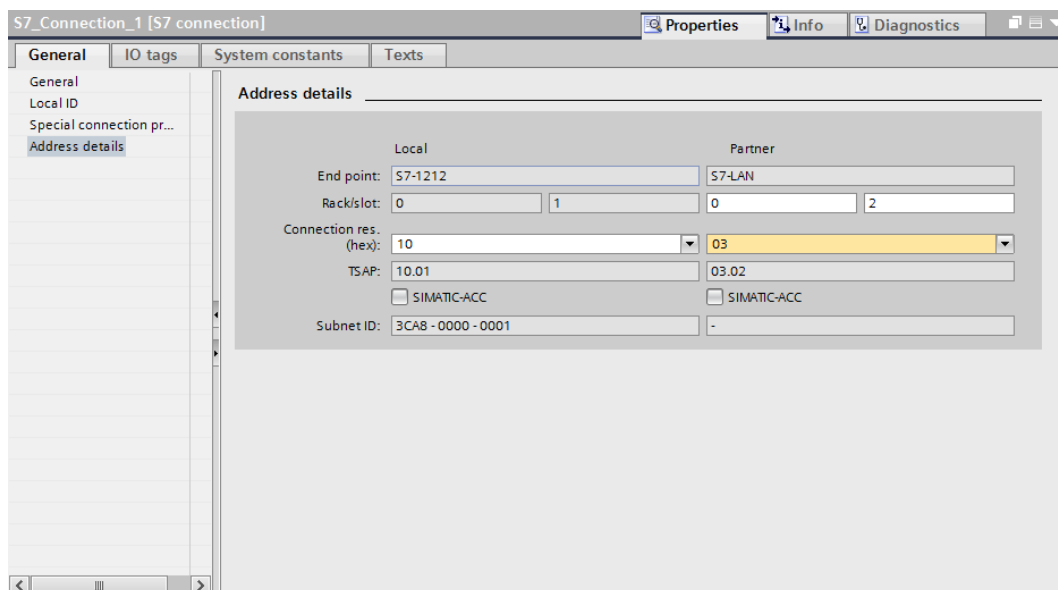 S7_Connection_1 [S7 connection] Properties Info Diagnostics
General IO tags System constants Texts
General
Local ID
Special connection pr...
Address details
Address details
Local Partner
End point: S7-1212 S7-LAN
Rack/slot: 0 1 0 2
Connection res.
(hex): 10 03
TSAP: 10.01 03.02
SIMATIC-ACC SIMATIC-ACC
Subnet ID: 3CA8 - 0000 - 0001 -